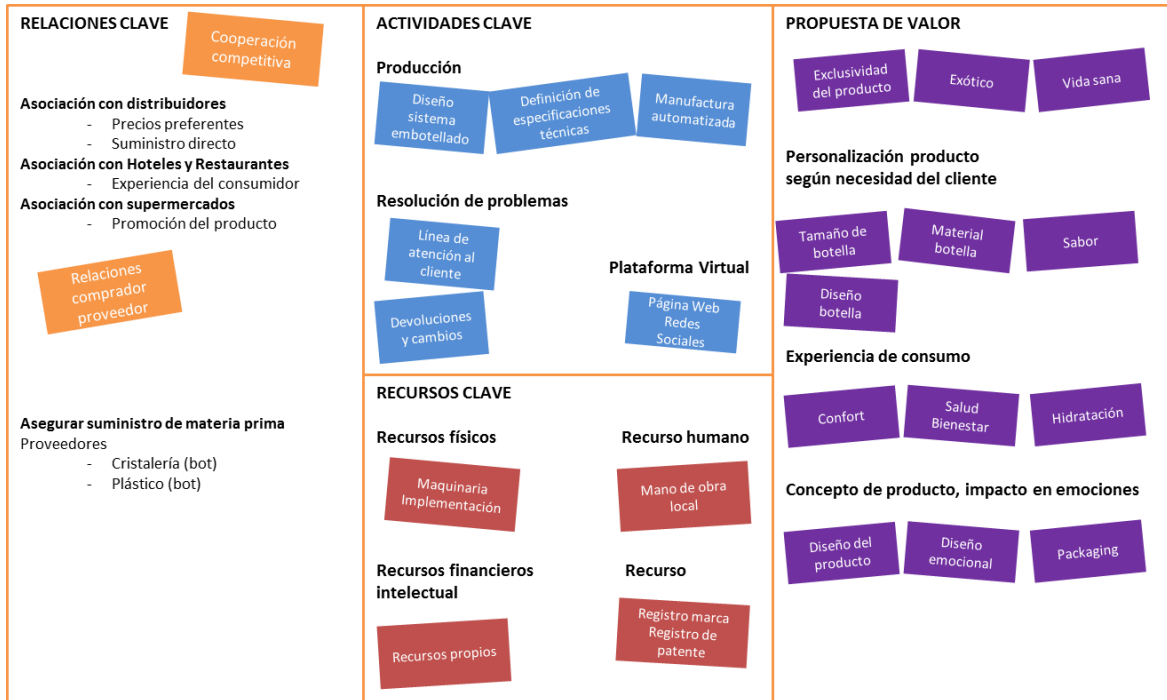 RELACIONES CLAVE
Cooperación
competitiva
Asociación con distribuidores
- Precios preferentes
- Suministro directo
Asociación con Hoteles y Restaurantes
- Experiencia del consumidor
Asociación con supermercados
- Promoción del producto
Relaciones
comprador
proveedor
Asegurar suministro de materia prima
Proveedores
- Cristalería (bot)
- Plástico (bot)
ACTIVIDADES CLAVE
Producción
Diseño
sistema
embotellado
Definición de
especificaciones
técnicas
Manufactura
automatizada
Resolución de problemas
Línea de
atención al
cliente
Devoluciones
y cambios
Plataforma Virtual
Página Web
Redes
Sociales
RECURSOS CLAVE
Recursos físicos
Maquinaria
Implementación
Recurso humano
Mano de obra
local
Recursos financieros
intelectual
Recursos propios
Recurso
Registro marca
Registro de
patente
PROPUESTA DE VALOR
Exclusividad
del producto
Exótico
Vida sana
Personalización producto
según necesidad del cliente
Tamaño de
botella
Material
botella
Sabor
Diseño
botella
Experiencia de consumo
Confort
Salud
Bienestar
Hidratación
Concepto de producto, impacto en emociones
Diseño del
producto
Diseño
emocional
Packaging